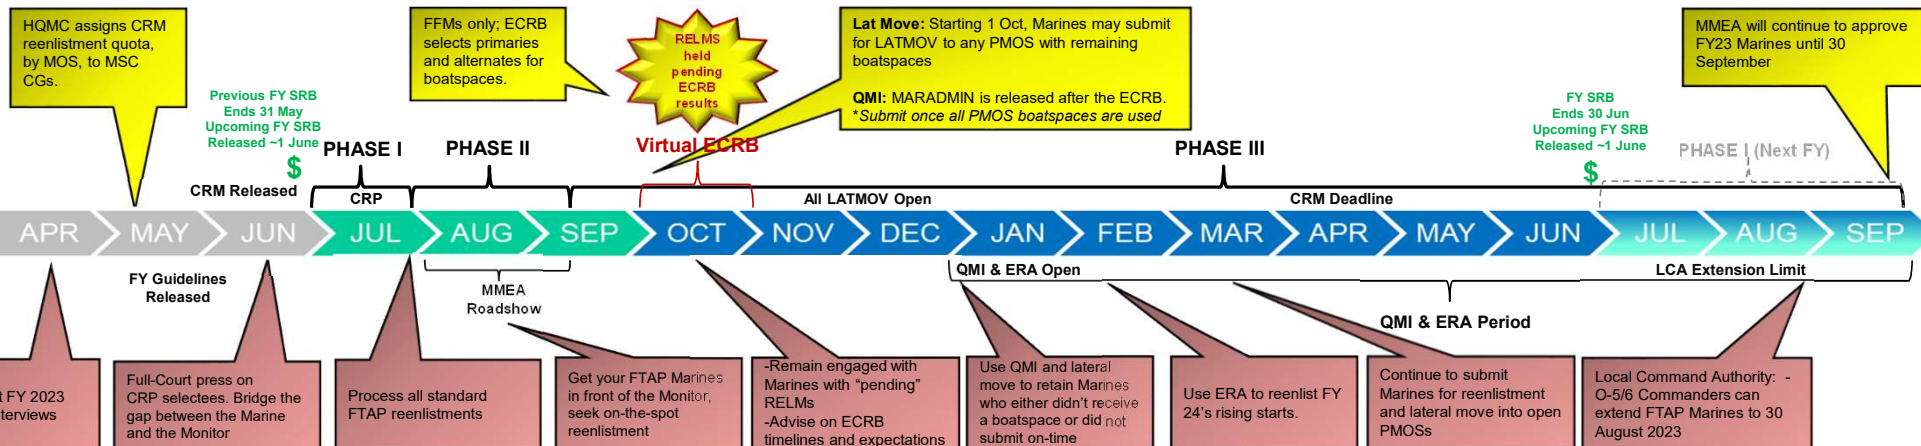 HQMC assigns CRM
reenlistment quota,
by MOS, to MSC
CGs.
FFMs only; ECRB
selects primaries
and alternates for
boatspaces.
RELMS
held
pending
ECRB
results
Lat Move: Starting 1 Oct, Marines may submit
for LATMOV to any PMOS with remaining
boatspaces
QMI: MARADMIN is released after the ECRB.
*Submit once all PMOS boatspaces are used
MMEA will continue to approve
FY23 Marines until 30
September
Previous FY SRB
Ends 31 May
Upcoming FY SRB
Released ~1 June
$
FY SRB
Ends 30 Jun
Upcoming FY SRB
Released ~1 June
$
PHASE I
PHASE II
Virtual ECRB
PHASE III
PHASE I (Next FY)
CRM Released
CRP
All LATMOV Open
CRM Deadline
APR MAY JUN JUL AUG SEP OCT NOV DEC JAN FEB MAR APR MAY JUN JUL AUG SEP
FY Guidelines
Released
MMEA
Roadshow
QMI & ERA Open
LCA Extension Limit
QMI & ERA Period
FY 2023
Full-Court press on
CRP selectees. Bridge the
gap between the Marine
and the Monitor
Process all standard
FTAP reenlistments
Get your FTAP Marines
in front of the Monitor,
seek on-the-spot
reenlistment
-Remain engaged with
Marines with “pending”
RELMs
-Advise on ECRB
timelines and expectations
Use QMI and lateral
move to retain Marines
who either didn’t receive
a boatspace or did not
submit on-time
Use ERA to reenlist FY
24’s rising starts.
Continue to submit
Marines for reenlistment
and lateral move into open
PMOSs
Local Command Authority: -
O-5/6 Commanders can
extend FTAP Marines to 30
August 2023